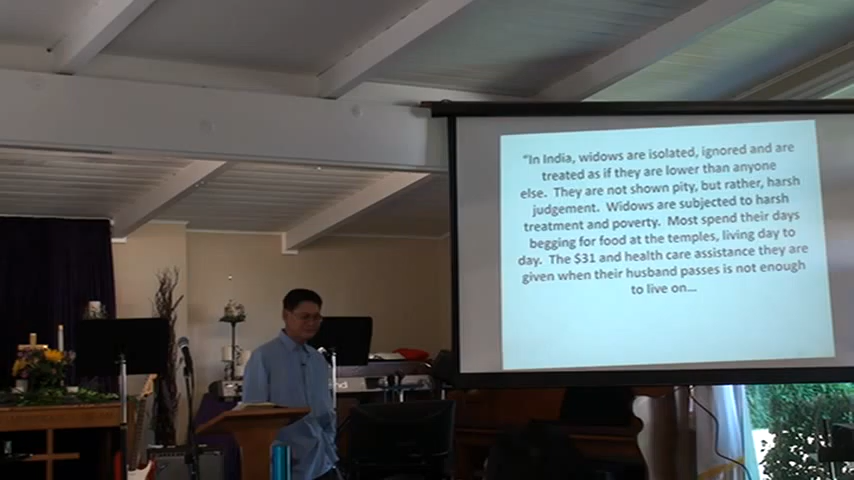 “In India, widows are isolated, ignored and are
treated as if they are lower than anyone
else. They are not shown pity, but rather, harsh
judgement. Widows are subjected to harsh
treatment and poverty. Most spend their days
begging for food at the temples, living day to
day. The $31 and health care assistance they are
given when their husband passes is not enough
to live on...